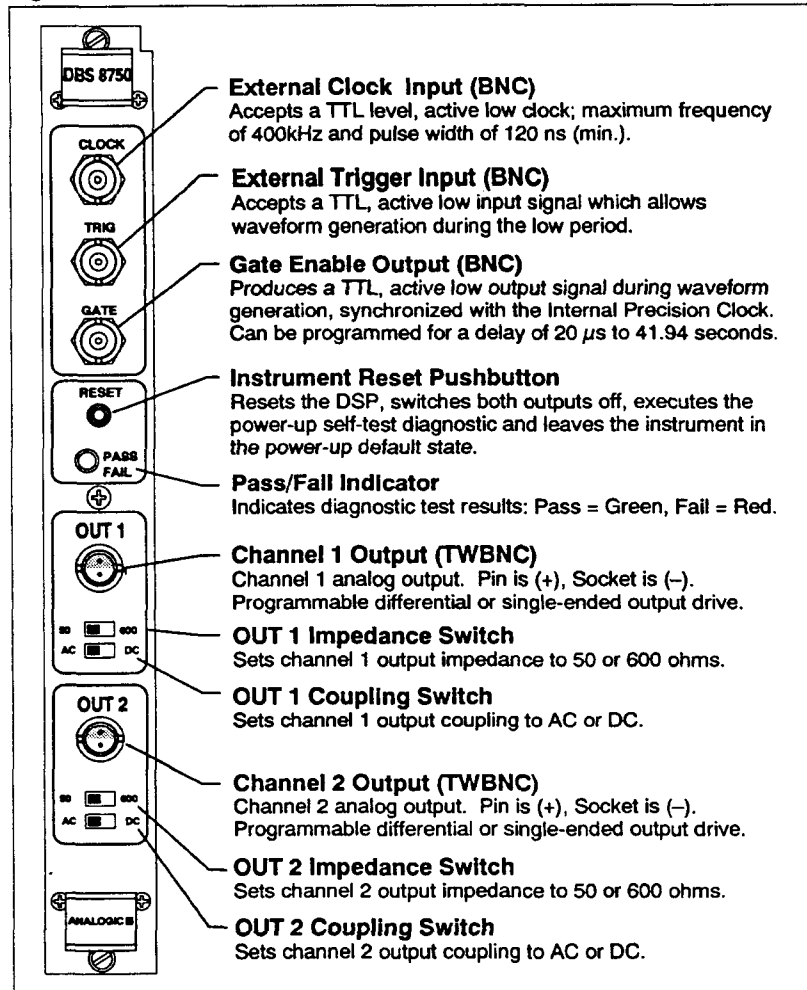 DBS 8750
External Clock Input (BNC)
Accepts a TTL level, active low clock; maximum frequency
of 400kHz and pulse width of 120 ns (min.).
CLOCK
External Trigger Input (BNC)
Accepts a TTL, active low input signal which allows
waveform generation during the low period.
TRIG
Gate Enable Output (BNC)
Produces a TTL, active low output signal during waveform
generation, synchronized with the Internal Precision Clock.
Can be programmed for a delay of 20 µs to 41.94 seconds.
GATE
Instrument Reset Pushbutton
Resets the DSP, switches both outputs off, executes the
power-up self-test diagnostic and leaves the instrument in
the power-up default state.
RESET
PASS
FAIL
Pass/Fail Indicator
Indicates diagnostic test results: Pass = Green, Fail = Red.
OUT 1
Channel 1 Output (TWBNC)
Channel 1 analog output. Pin is (+), Socket is (–).
Programmable differential or single-ended output drive.
50 600
AC DC
OUT 1 Impedance Switch
Sets channel 1 output impedance to 50 or 600 ohms.
OUT 1 Coupling Switch
Sets channel 1 output coupling to AC or DC.
OUT 2
Channel 2 Output (TWBNC)
Channel 2 analog output. Pin is (+), Socket is (–).
Programmable differential or single-ended output drive.
50 600
AC DC
OUT 2 Impedance Switch
Sets channel 2 output impedance to 50 or 600 ohms.
ANALOGIC
OUT 2 Coupling Switch
Sets channel 2 output coupling to AC or DC.